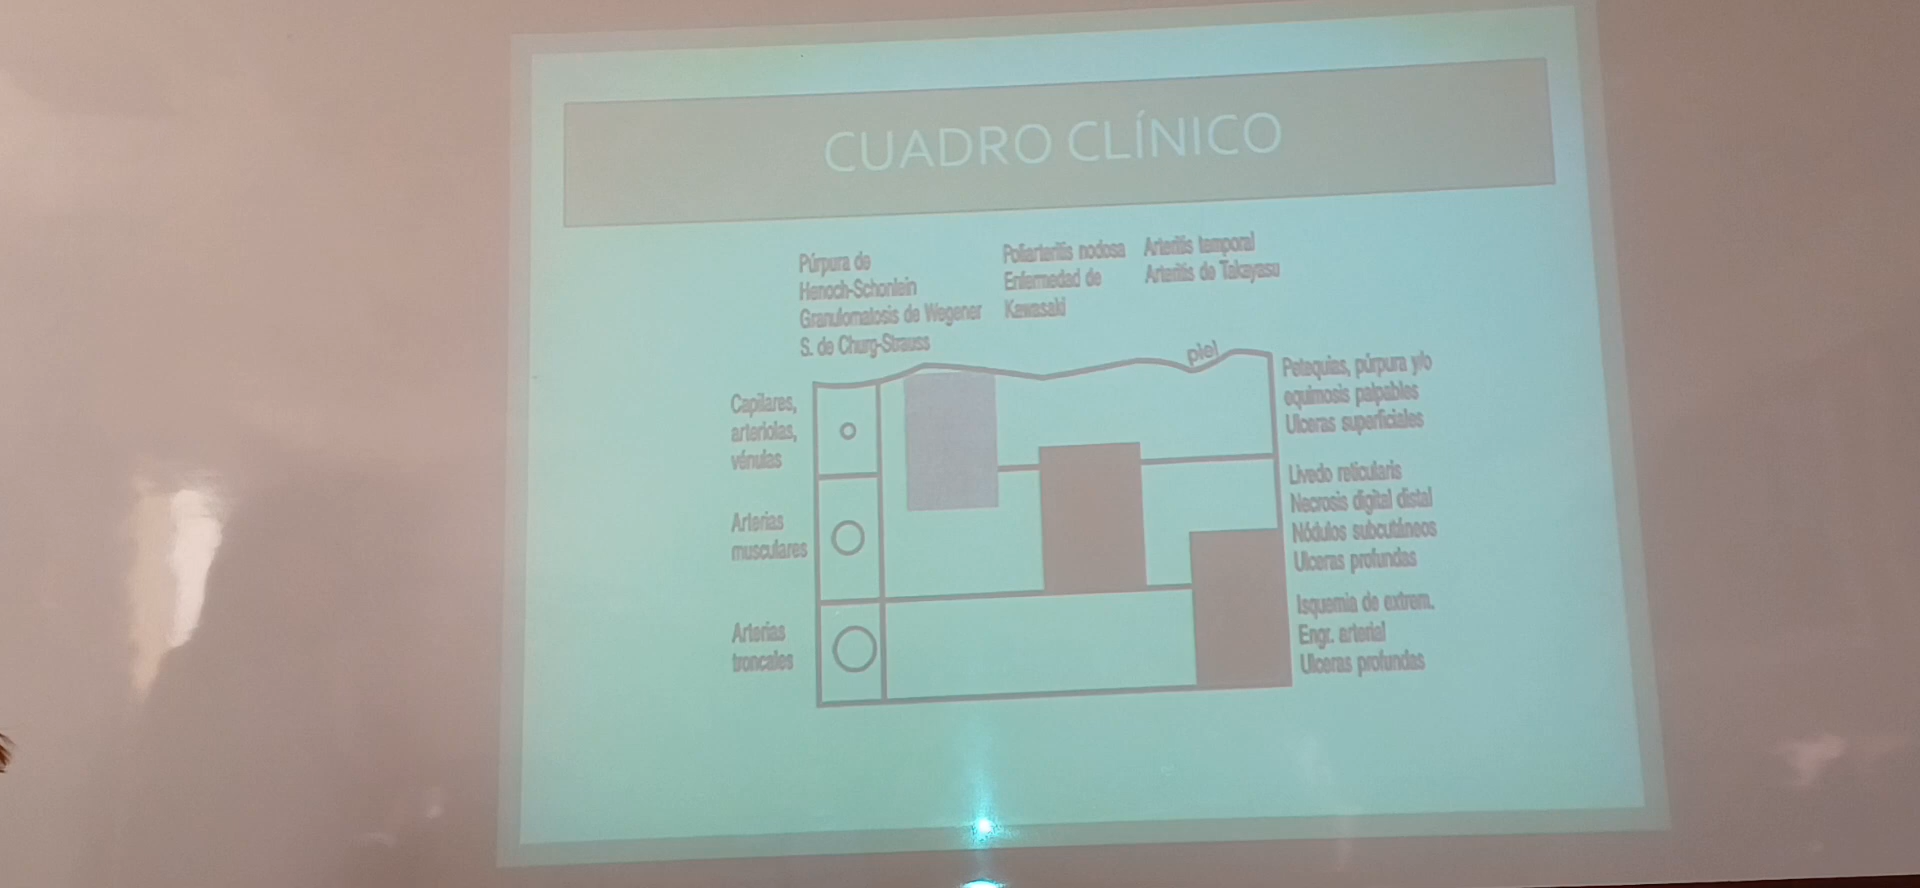 CUADRO CLÍNICO
Púrpura de
Henoch-Schonlein
Granulomatosis de Wegener
S. de Churg-Strauss
Poliarteritis nodosa
Enfermedad de
Kawasaki
Arteritis temporal
Arteritis de Takayasu
piel
Capilares,
arteriolas,
vénulas
Arterias
musculares
Arterias
troncales
Petequias, púrpura y/o
equimosis palpables
Ulceras superficiales
Livedo reticularis
Necrosis digital distal
Nódulos subcutáneos
Ulceras profundas
Isquemia de extrem.
Engr. arterial
Ulceras profundas